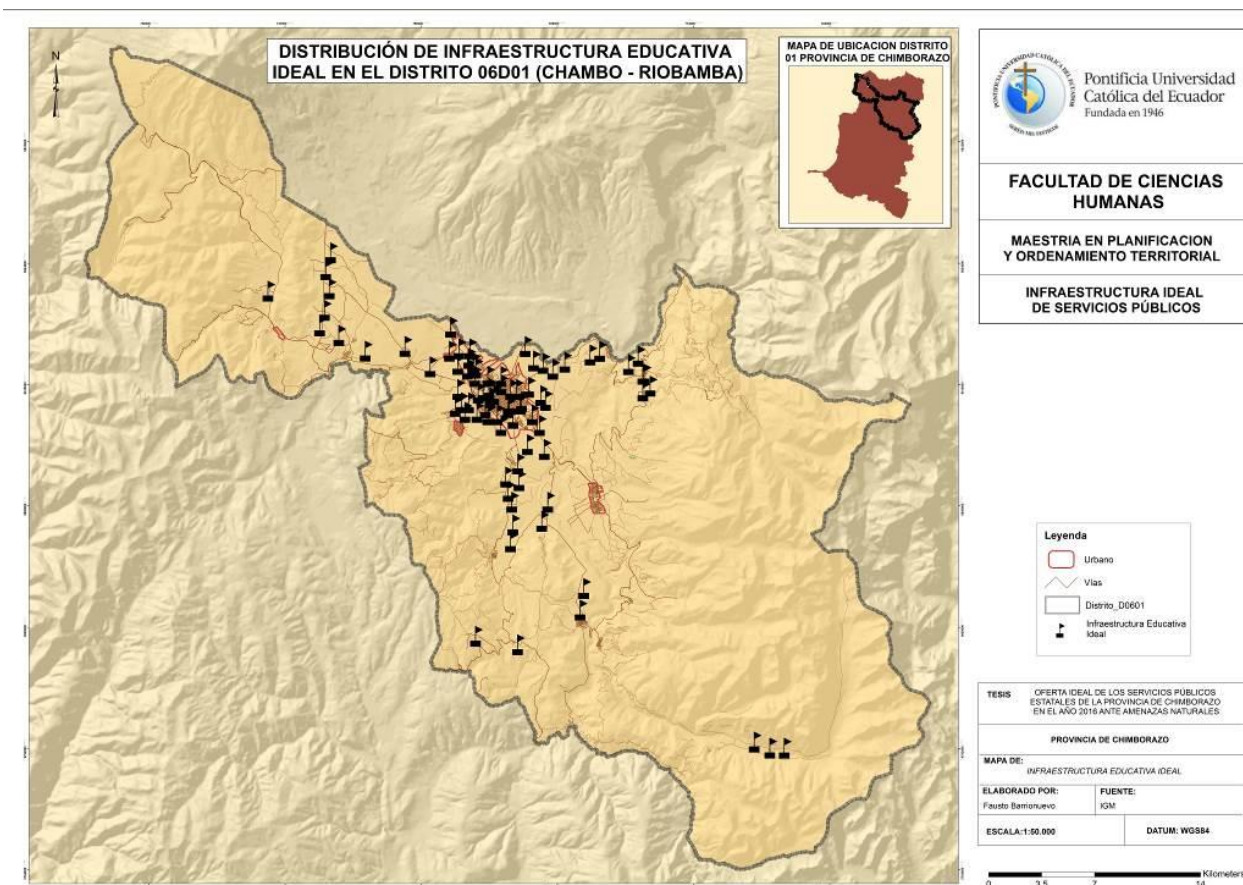 DISTRIBUCIÓN DE INFRAESTRUCTURA EDUCATIVA
IDEAL EN EL DISTRITO 06D01 (CHAMBO - RIOBAMBA)
N
MAPA DE UBICACION DISTRITO
01 PROVINCIA DE CHIMBORAZO
Pontificia Universidad
Católica del Ecuador
Fundada en 1946
FACULTAD DE CIENCIAS
HUMANAS
MAESTRIA EN PLANIFICACION
Y ORDENAMIENTO TERRITORIAL
INFRAESTRUCTURA IDEAL
DE SERVICIOS PÚBLICOS
Leyenda
Urbano
Vías
Distrito_D0601
Infraestructura Educativa
Ideal
TESIS
OFERTA IDEAL DE LOS SERVICIOS PÚBLICOS
ESTATALES DE LA PROVINCIA DE CHIMBORAZO
EN EL AÑO 2016 ANTE AMENAZAS NATURALES
PROVINCIA DE CHIMBORAZO
MAPA DE:
INFRAESTRUCTURA EDUCATIVA IDEAL
ELABORADO POR:
Fausto Barrionuevo
FUENTE:
IGM
ESCALA:1:50.000
DATUM: WGS84
Kilometers
0 3,5 7 14